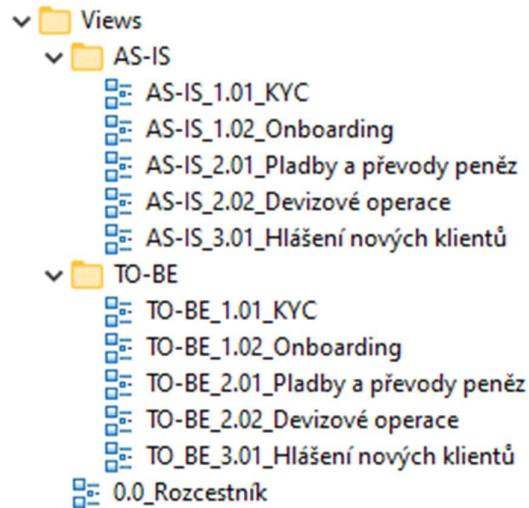 Views
AS-IS
AS-IS_1.01_KYC
AS-IS_1.02_Onboarding
AS-IS_2.01_Pladby a převody peněz
AS-IS_2.02_Devizové operace
AS-IS_3.01_Hlášení nových klientů
TO-BE
TO-BE_1.01_KYC
TO-BE_1.02_Onboarding
TO-BE_2.01_Pladby a převody peněz
TO-BE_2.02_Devizové operace
TO_BE_3.01_Hlášení nových klientů
0.0_Rozcestník